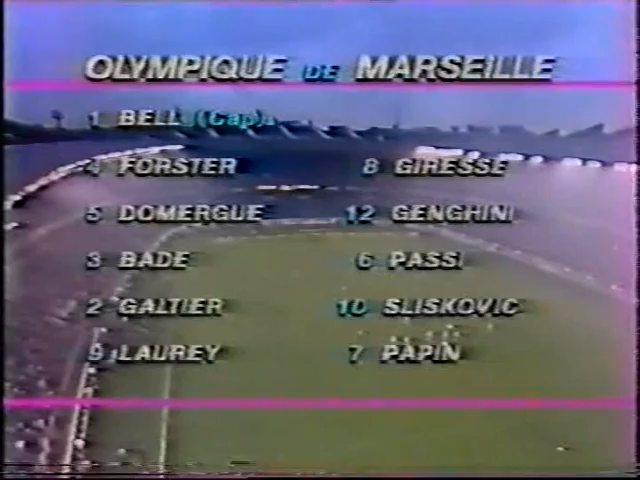 OLYMPIQUE DE MARSEILLE
1 BELL (Cap).
4 FORSTER 8 GIRESSE
5 DOMERGUE 12 GENGHINI
3 BADE 6 PASSI
2 GALTIER 10 SLISKOVIC
9 LAUREY 7 PAPIN